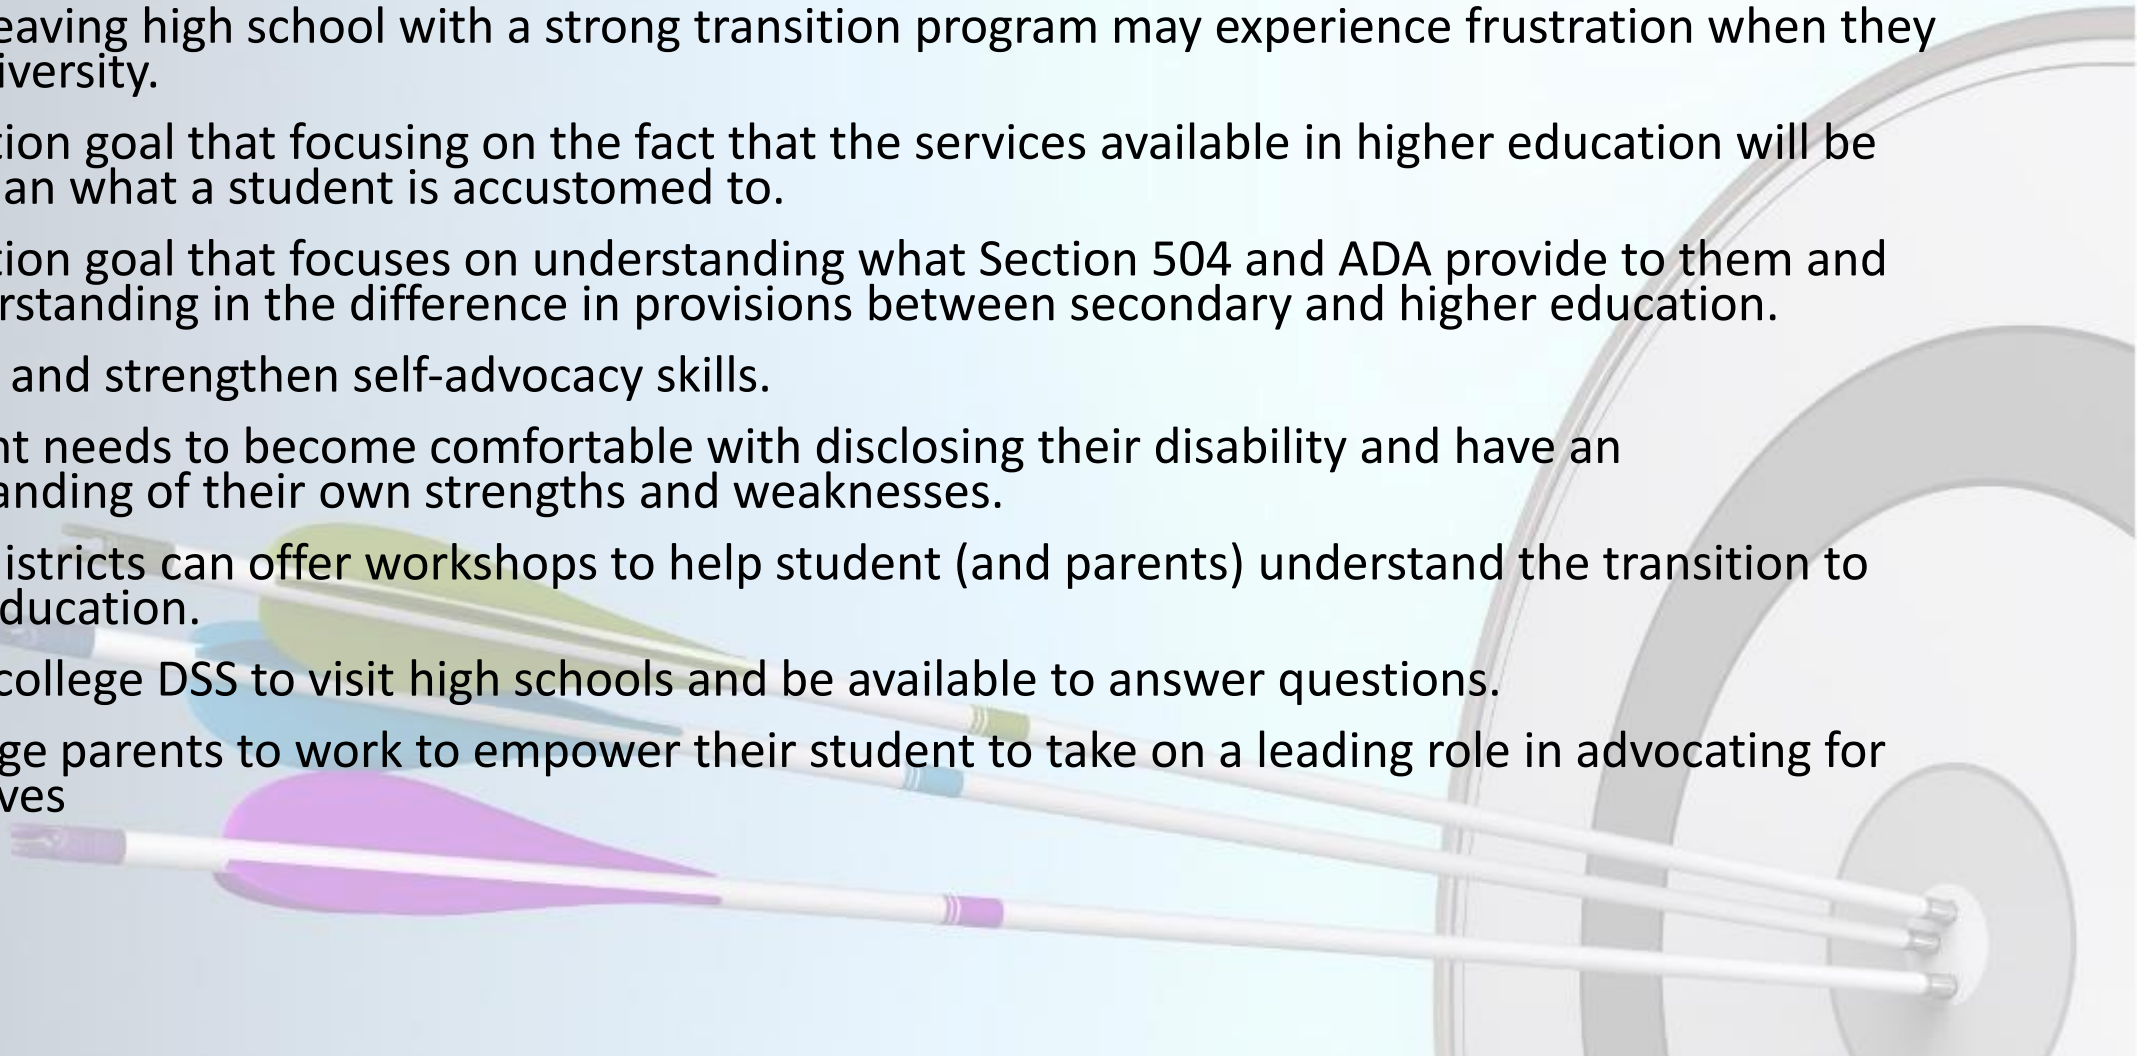 eaving high school with a strong transition program may experience frustration when they
iversity.
tion goal that focusing on the fact that the services available in higher education will be
an what a student is accustomed to.
tion goal that focuses on understanding what Section 504 and ADA provide to them and
rstanding in the difference in provisions between secondary and higher education.
and strengthen self-advocacy skills.
nt needs to become comfortable with disclosing their disability and have an
anding of their own strengths and weaknesses.
istricts can offer workshops to help student (and parents) understand the transition to
ducation.
college DSS to visit high schools and be available to answer questions.
ge parents to work to empower their student to take on a leading role in advocating for
ves